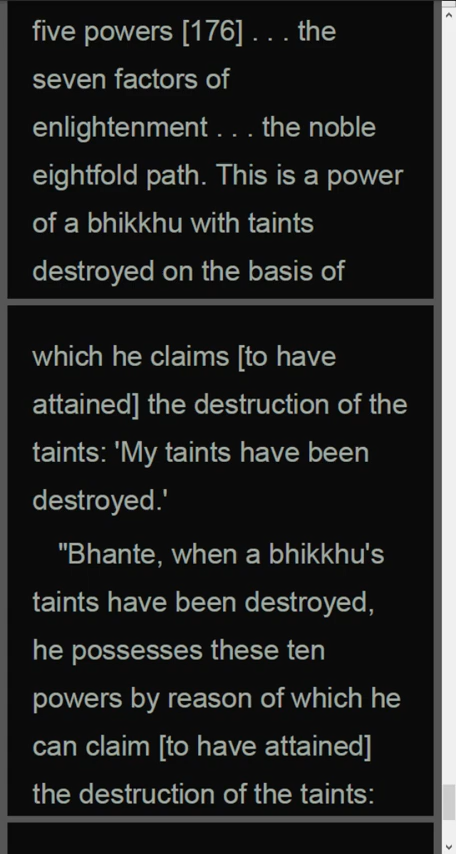 five powers [176] . . . the
seven factors of
enlightenment . . . the noble
eightfold path. This is a power
of a bhikkhu with taints
destroyed on the basis of
which he claims [to have
attained] the destruction of the
taints: 'My taints have been
destroyed.'
"Bhante, when a bhikkhu's
taints have been destroyed,
he possesses these ten
powers by reason of which he
can claim [to have attained]
the destruction of the taints: